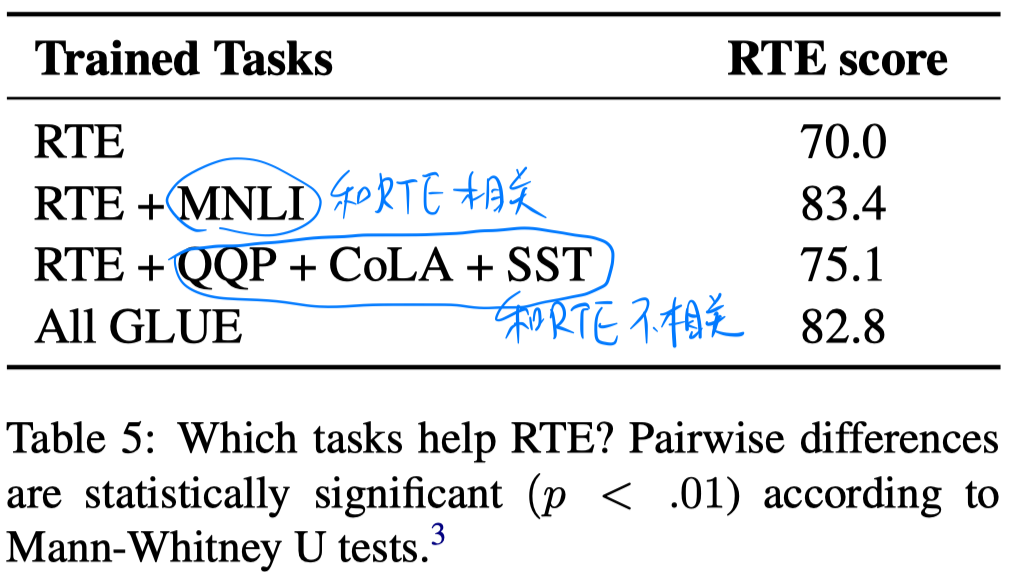 Trained Tasks RTE score
RTE 70.0
RTE + MNLI 和RTE相关 83.4
RTE + QQP + CoLA + SST 75.1
All GLUE 和RTE不相关 82.8
Table 5: Which tasks help RTE? Pairwise differences
are statistically significant (p < .01) according to
Mann-Whitney U tests.3